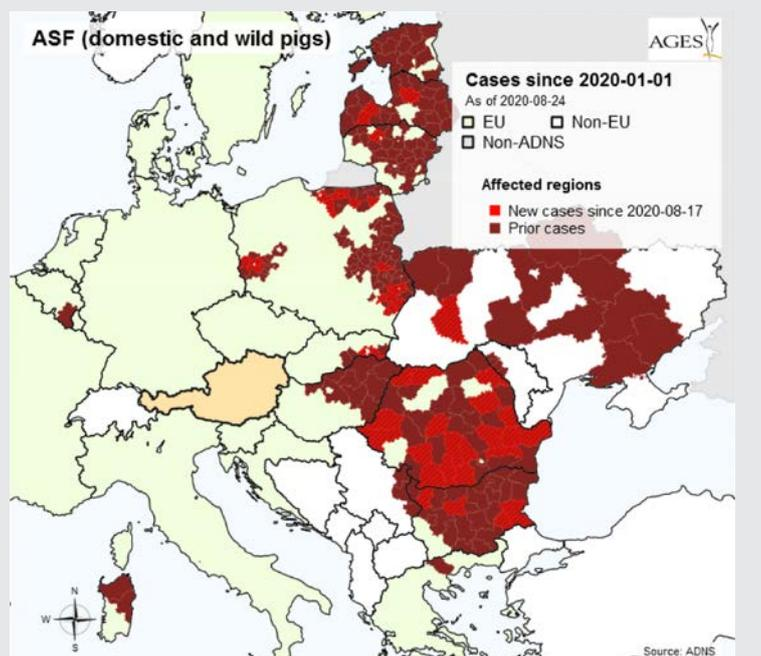 ASF (domestic and wild pigs)
AGES
Cases since 2020-01-01
As of 2020-08-24
EU
Non-EU
Non-ADNS
Affected regions
New cases since 2020-08-17
Prior cases
N
W
E
S
Source: ADNS